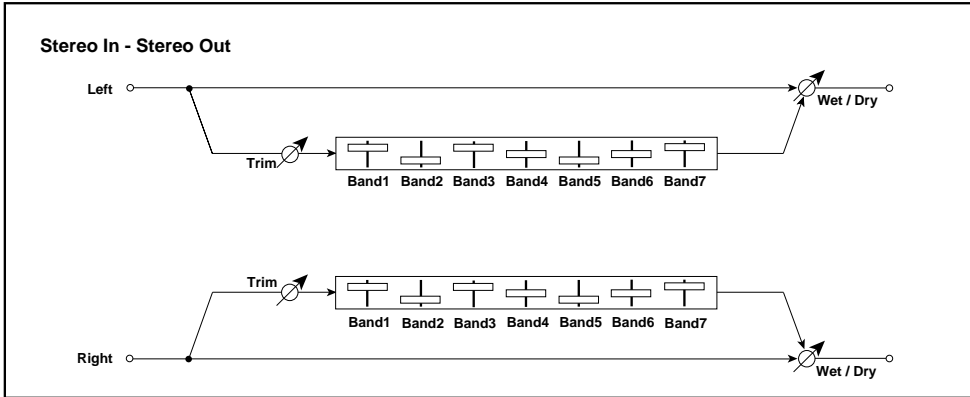 Stereo In - Stereo Out
Left
Wet / Dry
Trim
Band1 Band2 Band3 Band4 Band5 Band6 Band7
Trim
Band1 Band2 Band3 Band4 Band5 Band6 Band7
Right
Wet / Dry